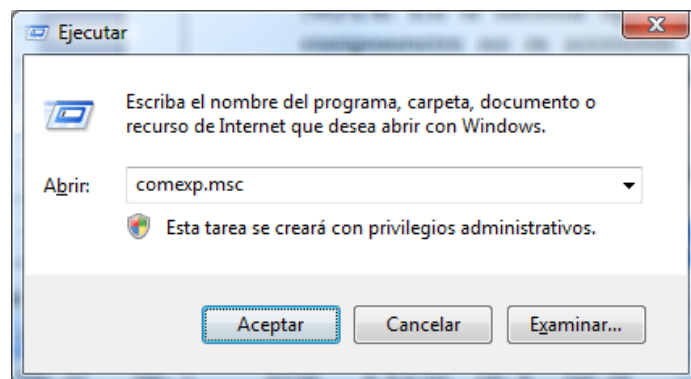 Ejecutar
Escriba el nombre del programa, carpeta, documento o
recurso de Internet que desea abrir con Windows.
Abrir:
comexp.msc
Esta tarea se creará con privilegios administrativos.
Aceptar
Cancelar
Examinar...